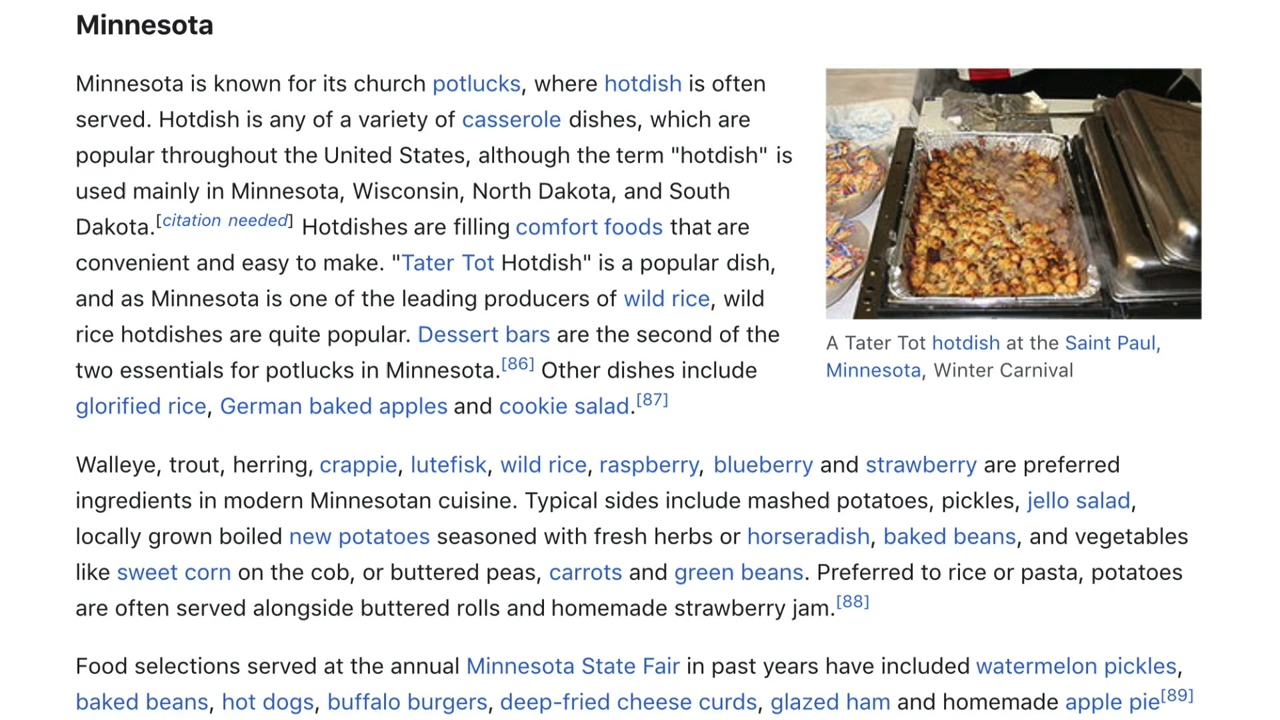 Minnesota
Minnesota is known for its church potlucks, where hotdish is often
served. Hotdish is any of a variety of casserole dishes, which are
popular throughout the United States, although the term "hotdish" is
used mainly in Minnesota, Wisconsin, North Dakota, and South
Dakota.[citation needed] Hotdishes are filling comfort foods that are
convenient and easy to make. "Tater Tot Hotdish" is a popular dish,
and as Minnesota is one of the leading producers of wild rice, wild
rice hotdishes are quite popular. Dessert bars are the second of the
two essentials for potlucks in Minnesota.[86] Other dishes include
glorified rice, German baked apples and cookie salad.[87]
A Tater Tot hotdish at the Saint Paul,
Minnesota, Winter Carnival
Walleye, trout, herring, crappie, lutefisk, wild rice, raspberry, blueberry and strawberry are preferred
ingredients in modern Minnesotan cuisine. Typical sides include mashed potatoes, pickles, jello salad,
locally grown boiled new potatoes seasoned with fresh herbs or horseradish, baked beans, and vegetables
like sweet corn on the cob, or buttered peas, carrots and green beans. Preferred to rice or pasta, potatoes
are often served alongside buttered rolls and homemade strawberry jam.[88]
Food selections served at the annual Minnesota State Fair in past years have included watermelon pickles,
baked beans, hot dogs, buffalo burgers, deep-fried cheese curds, glazed ham and homemade apple pie[89]